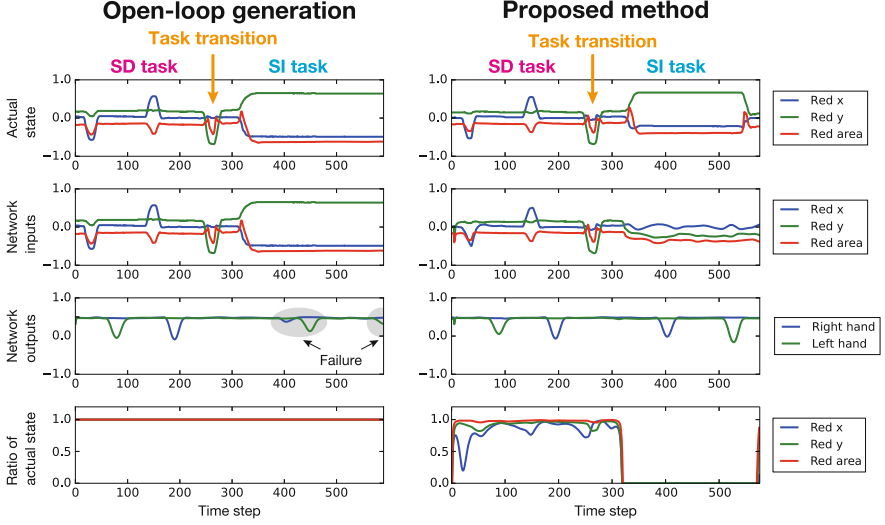 Open-loop generation
Proposed method
Task transition
Task transition
SD task
SI task
SD task
SI task
Actual
state
1.0
0.0
−1.0
0
100
200
300
400
500
1.0
0.0
−1.0
0
100
200
300
400
500
Red x
Red y
Red area
Network
inputs
1.0
0.0
−1.0
0
100
200
300
400
500
1.0
0.0
−1.0
0
100
200
300
400
500
Red x
Red y
Red area
Network
outputs
1.0
0.0
−1.0
0
100
200
300
400
500
Failure
1.0
0.0
−1.0
0
100
200
300
400
500
Right hand
Left hand
Ratio of
actual state
1.0
0.5
0.0
0
100
200
300
400
500
Time step
1.0
0.5
0.0
0
100
200
300
400
500
Time step
Red x
Red y
Red area